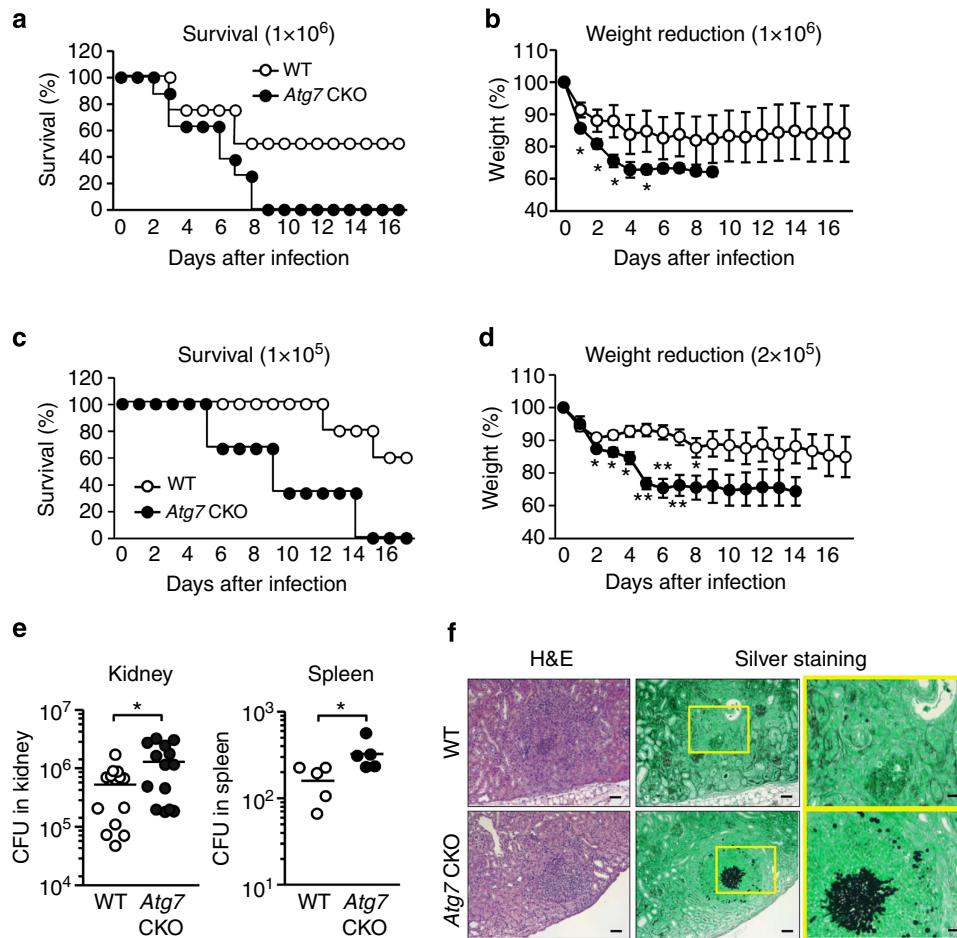 a
Survival (1×10⁶)
Survival (%)
120
100
80
60
40
20
0
WT
Atg7 CKO
0 2 4 6 8 10 12 14 16
Days after infection
b
Weight reduction (1×10⁶)
Weight (%)
110
90
80
60
40
* * * *
0 2 4 6 8 10 12 14 16
Days after infection
c
Survival (1×10⁵)
Survival (%)
120
100
80
60
40
20
0
WT
Atg7 CKO
0 2 4 6 8 10 12 14 16
Days after infection
d
Weight reduction (2×10⁵)
Weight (%)
110
90
80
60
40
* * * ** ** ** *
0 2 4 6 8 10 12 14 16
Days after infection
e
Kidney
CFU in kidney
10⁷
10⁶
10⁵
10⁴
*
WT Atg7
CKO
Spleen
CFU in spleen
10³
10²
10¹
*
WT Atg7
CKO
f
H&E Silver staining
WT
Atg7 CKO